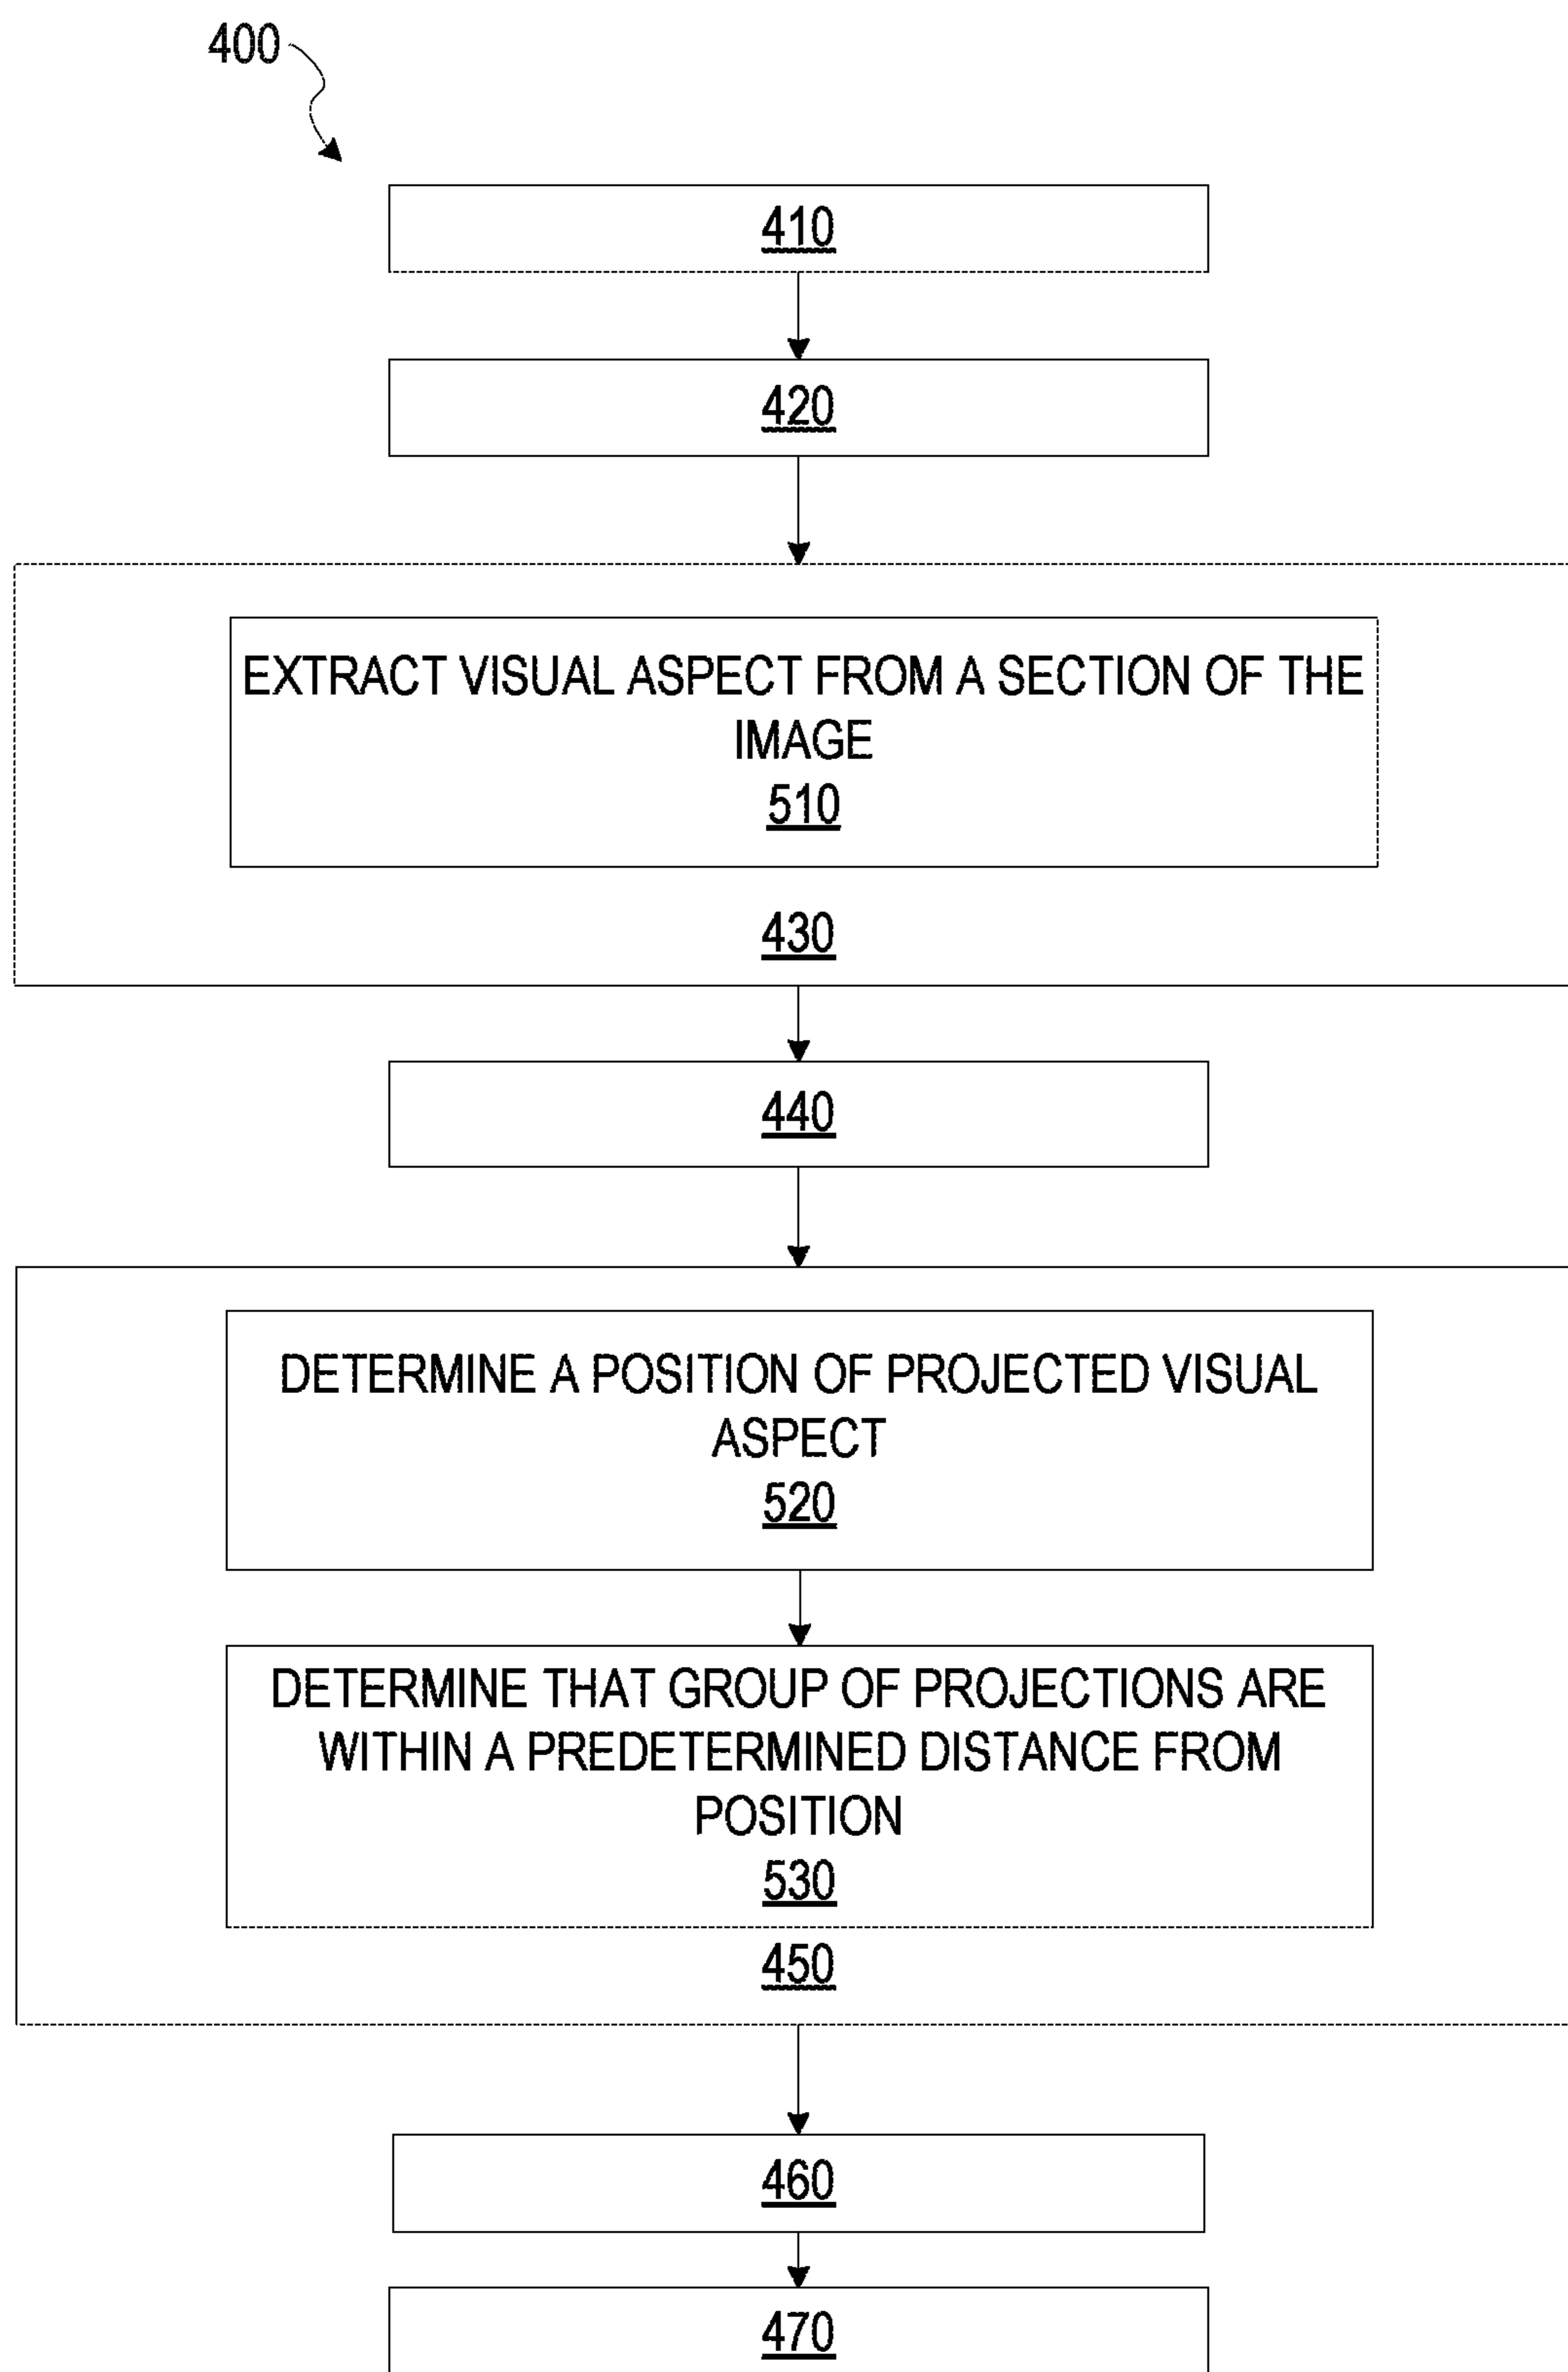 400
410
420
EXTRACT VISUAL ASPECT FROM A SECTION OF THE
IMAGE
510
430
440
DETERMINE A POSITION OF PROJECTED VISUAL
ASPECT
520
DETERMINE THAT GROUP OF PROJECTIONS ARE
WITHIN A PREDETERMINED DISTANCE FROM
POSITION
530
450
460
470